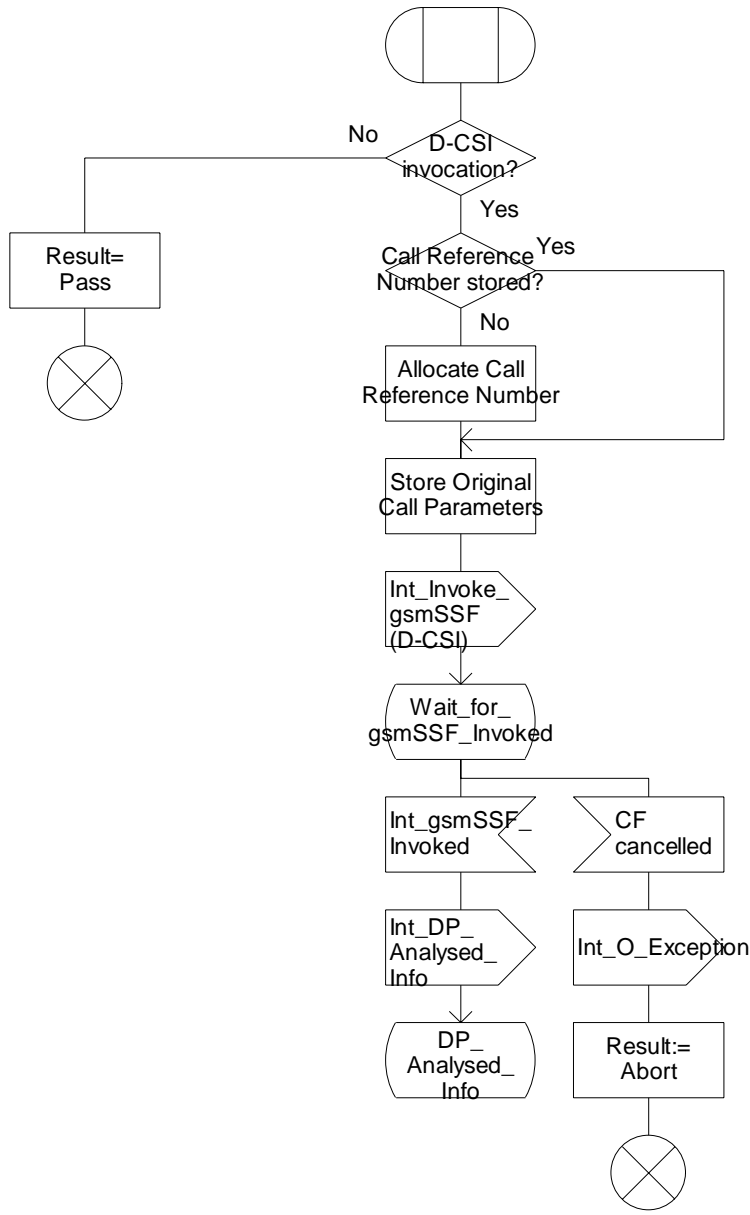 No
D-CSI
invocation?
Yes
Result=
Pass
Call Reference
Number stored?
Yes
No
Allocate Call
Reference Number
Store Original
Call Parameters
Int_Invoke_
gsmSSF
(D-CSI)
Wait_for_
gsmSSF_Invoked
Int_gsmSSF_
Invoked
CF
cancelled
Int_DP_
Analysed_
Info
Int_O_Exception
DP_
Analysed_
Info
Result:=
Abort